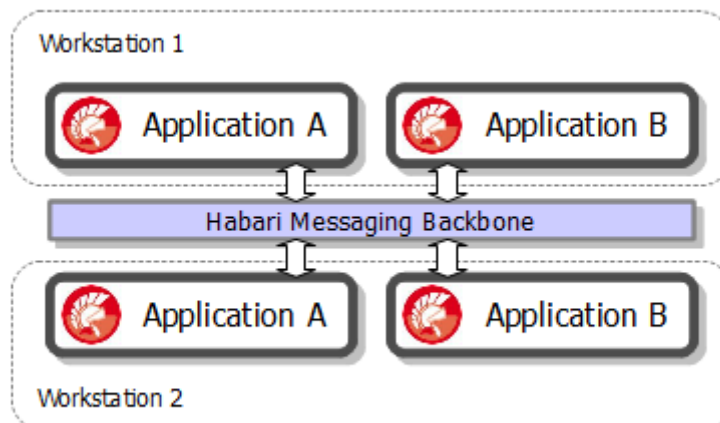 Workstation 1
Application A
Application B
Habari Messaging Backbone
Application A
Application B
Workstation 2